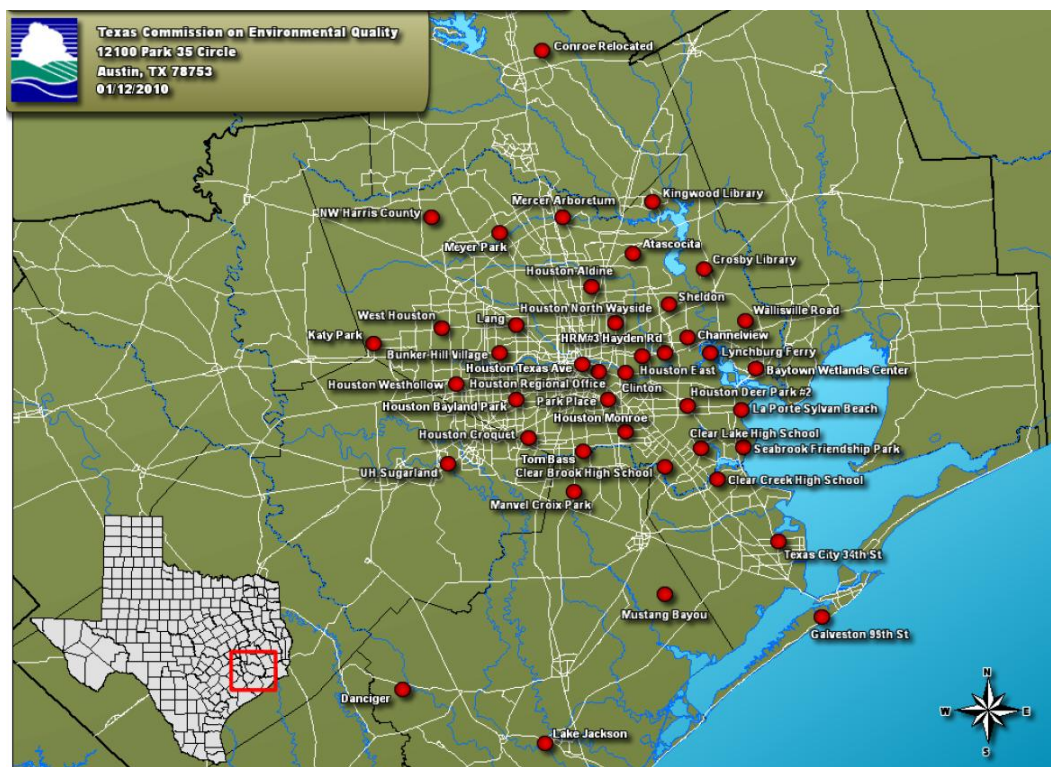 Texas Commission on Environmental Quality
12100 Park 35 Circle
Austin, TX 78753
01/12/2010
Conroe Relocated
Kingwood Library
Mercer Arboretum
NW Harris County
Meyer Park
Atascocita
Crosby Library
Houston Aldine
Sheldon
Houston North Wayside
Wallisville Road
West Houston
Lang
Katy Park
HRM#3 Hayden Rd
Channelview
Bunker Hill Village
Lynchburg Ferry
Houston Texas Ave
Houston East
Baytown Wetlands Center
Houston Westhollow
Houston Regional Office
Clinton
Houston Deer Park #2
Houston Bayland Park
Park Place
La Porte Sylvan Beach
Houston Monroe
Clear Lake High School
Houston Croquet
Seabrook Friendship Park
Tom Bass
UH Sugarland
Clear Brook High School
Clear Creek High School
Manvel Croix Park
Texas City 34th St
Mustang Bayou
Galveston 99th St
Danciger
Lake Jackson
N
W
E
S